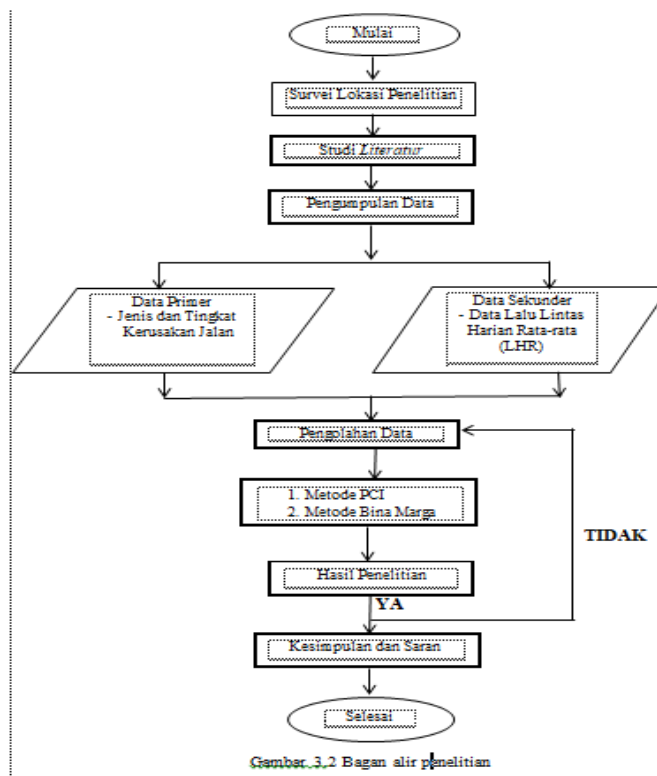 Mulai
Survei Lokasi Penelitian
Studi Literatur
Pengumpulan Data
Data Primer
- Jenis dan Tingkat
Kerusakan Jalan
Data Sekunder
- Data Lalu Lintas
Harian Rata-rata
(LHR)
Pengolahan Data
1. Metode PCI
2. Metode Bina Marga
TIDAK
Hasil Penelitian
YA
Kesimpulan dan Saran
Selesai
Gambar 3.2 Bagan alir penelitian